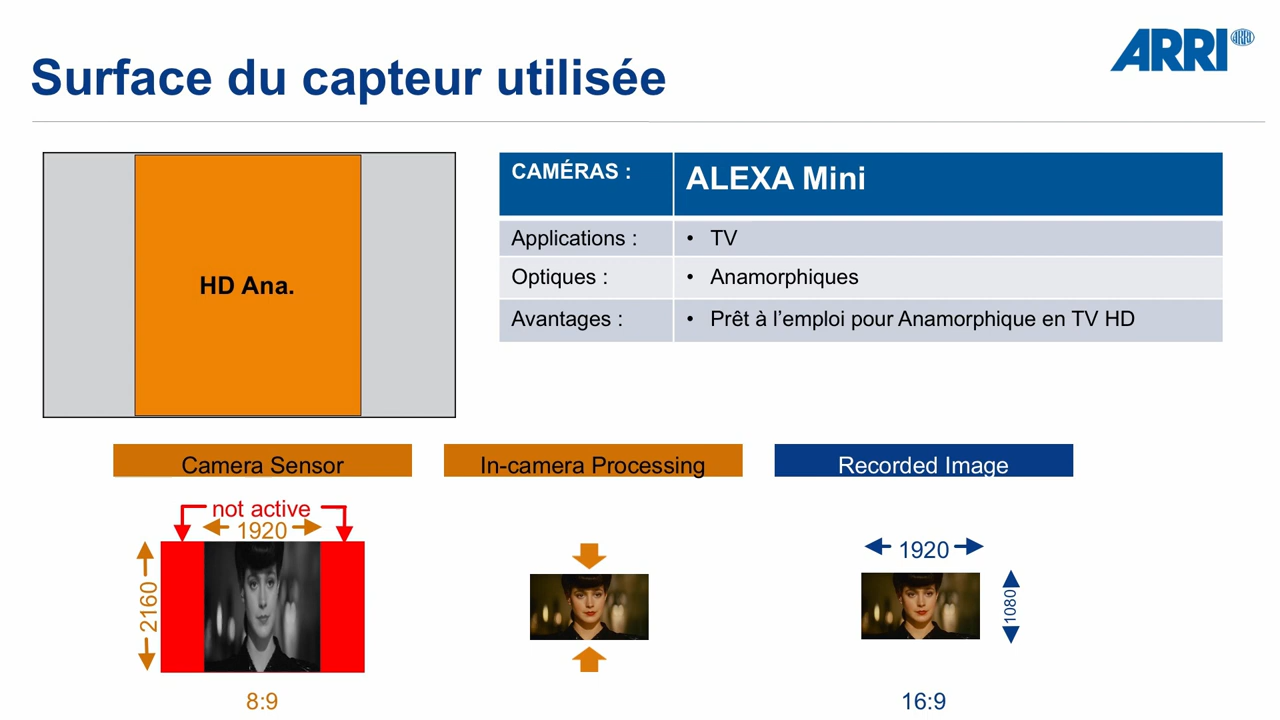 ARRI ARRI
Surface du capteur utilisée
HD Ana.
CAMÉRAS : ALEXA Mini
Applications : • TV
Optiques : • Anamorphiques
Avantages : • Prêt à l’emploi pour Anamorphique en TV HD
Camera Sensor
not active
1920
2160
8:9
In-camera Processing
Recorded Image
1920
1080
16:9